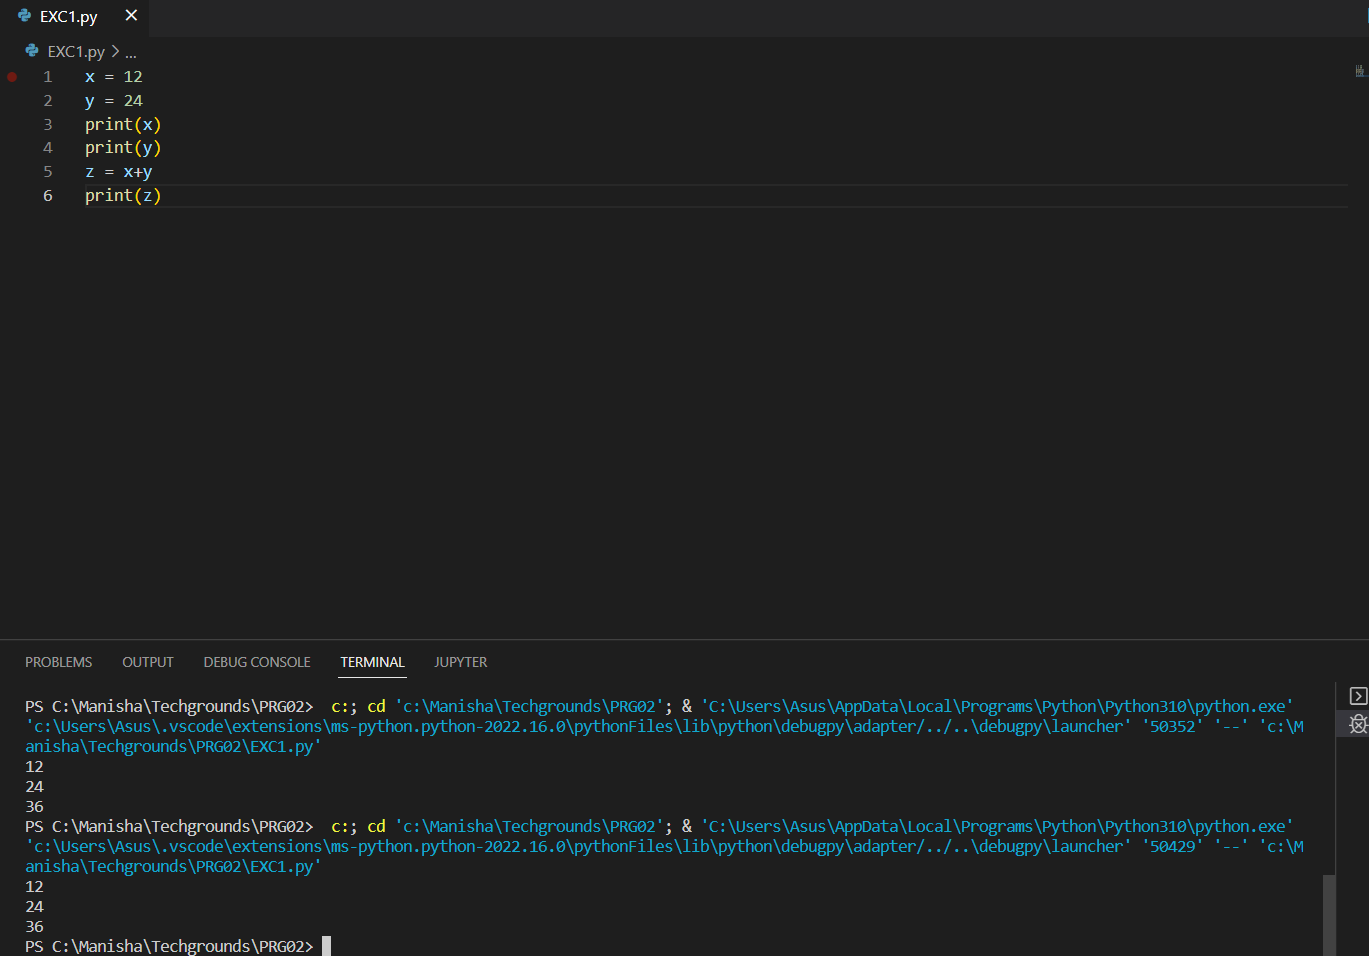 EXC1.py
EXC1.py > ...
1 x = 12
2 y = 24
3 print(x)
4 print(y)
5 z = x+y
6 print(z)
PROBLEMS OUTPUT DEBUG CONSOLE TERMINAL JUPYTER
PS C:\Manisha\Techgrounds\PRG02>  c:; cd 'c:\Manisha\Techgrounds\PRG02'; & 'C:\Users\Asus\AppData\Local\Programs\Python\Python310\python.exe'
'c:\Users\Asus\.vscode\extensions\ms-python.python-2022.16.0\pythonFiles\lib\python\debugpy\adapter/../..\debugpy\launcher' '50352' '--' 'c:\M
anisha\Techgrounds\PRG02\EXC1.py'
12
24
36
PS C:\Manisha\Techgrounds\PRG02>  c:; cd 'c:\Manisha\Techgrounds\PRG02'; & 'C:\Users\Asus\AppData\Local\Programs\Python\Python310\python.exe'
'c:\Users\Asus\.vscode\extensions\ms-python.python-2022.16.0\pythonFiles\lib\python\debugpy\adapter/../..\debugpy\launcher' '50429' '--' 'c:\M
anisha\Techgrounds\PRG02\EXC1.py'
12
24
36
PS C:\Manisha\Techgrounds\PRG02>